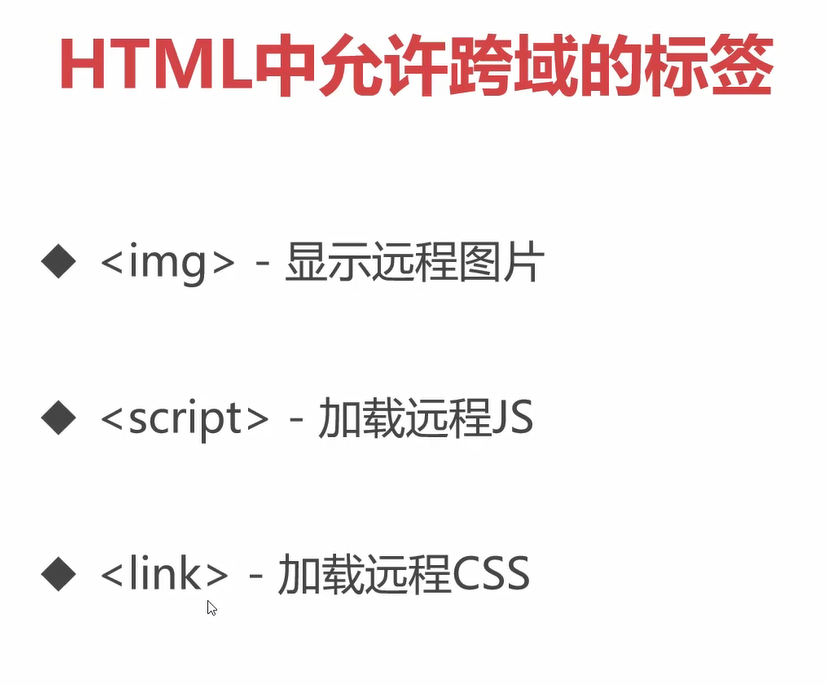 HTML中允许跨域的标签
◆ <img> - 显示远程图片
◆ <script> - 加载远程JS
◆ <link> - 加载远程CSS